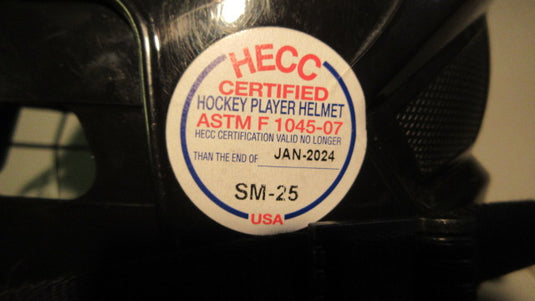 HECC
CERTIFIED
HOCKEY PLAYER HELMET
ASTM F 1045-07
HECC CERTIFICATION VALID NO LONGER
THAN THE END OF JAN-2024
SM-25
USA